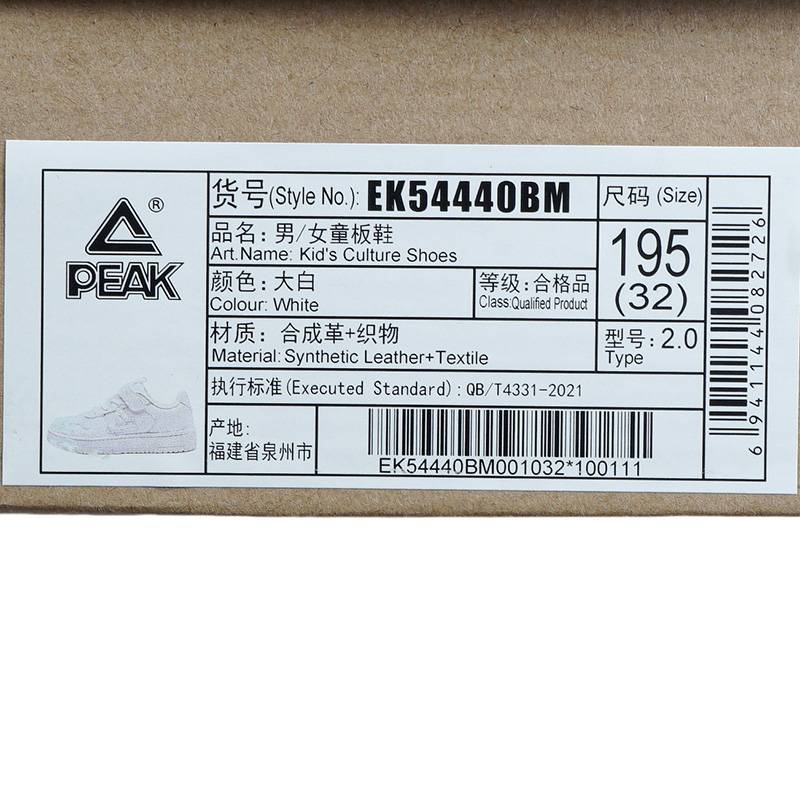 PEAK®
货号(Style No.): EK54440BM
品名: 男/女童板鞋
Art.Name: Kid's Culture Shoes
颜色: 大白
Colour: White
等级: 合格品
Class:Qualified Product
材质: 合成革+织物
Material: Synthetic Leather+Textile
尺码 (Size)
195
(32)
型号: 2.0
Type
执行标准(Executed Standard): QB/T4331-2021
产地:
福建省泉州市
EK54440BM001032*100111
6941144082726